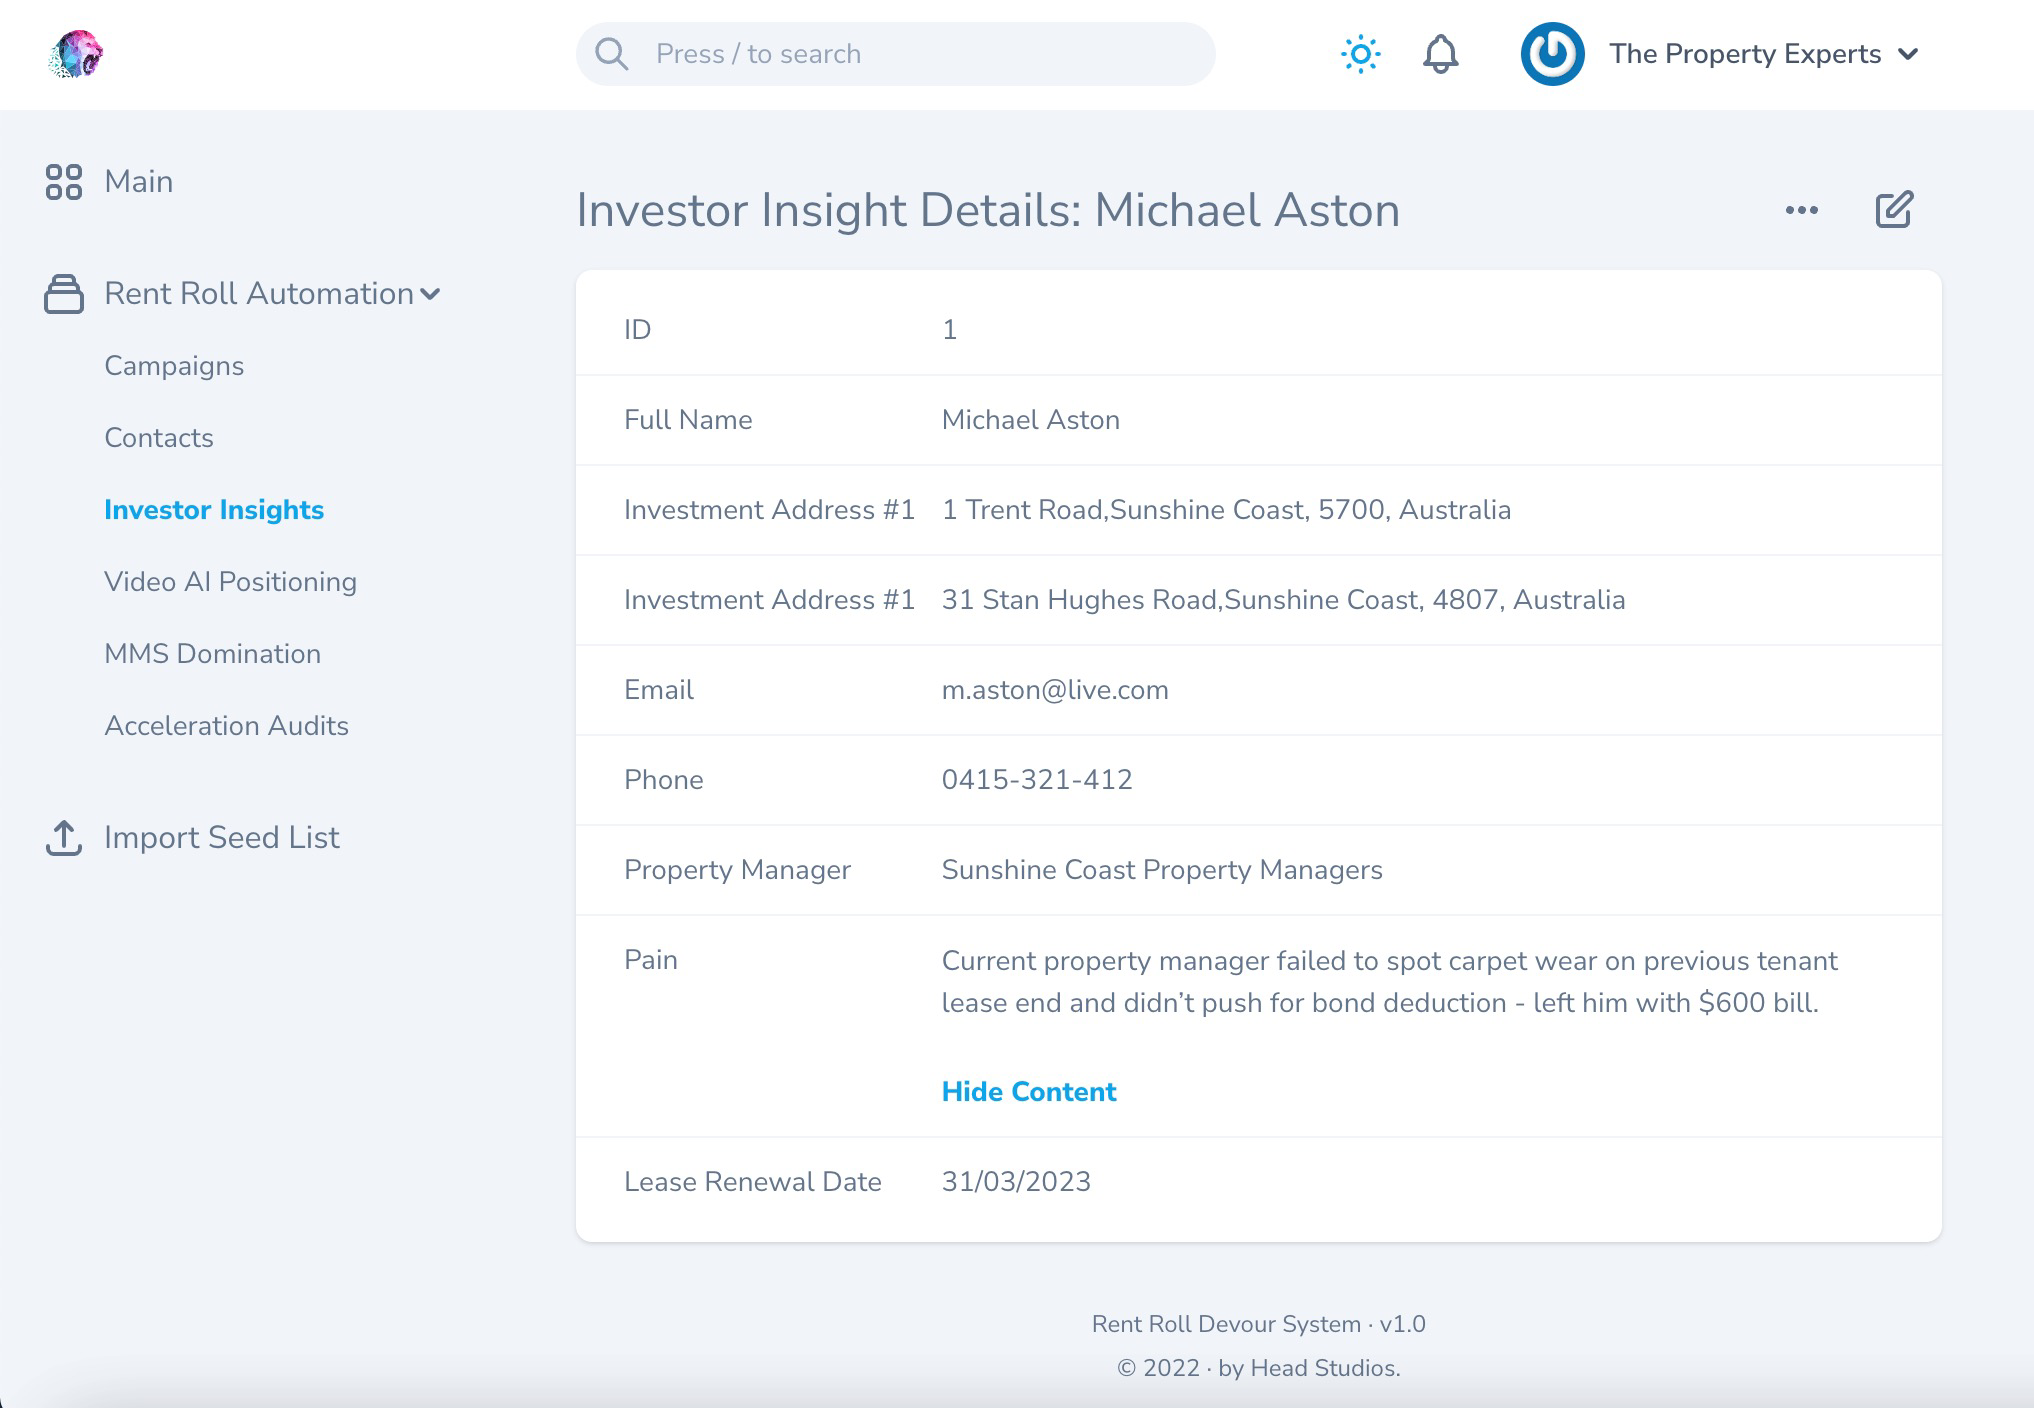 Press / to search
The Property Experts
Main
Rent Roll Automation
Campaigns
Contacts
Investor Insights
Video AI Positioning
MMS Domination
Acceleration Audits
Import Seed List
Investor Insight Details: Michael Aston
ID 1
Full Name Michael Aston
Investment Address #1 1 Trent Road,Sunshine Coast, 5700, Australia
Investment Address #1 31 Stan Hughes Road,Sunshine Coast, 4807, Australia
Email m.aston@live.com
Phone 0415-321-412
Property Manager Sunshine Coast Property Managers
Pain Current property manager failed to spot carpet wear on previous tenant
lease end and didn’t push for bond deduction - left him with $600 bill.
Hide Content
Lease Renewal Date 31/03/2023
Rent Roll Devour System · v1.0
© 2022 · by Head Studios.